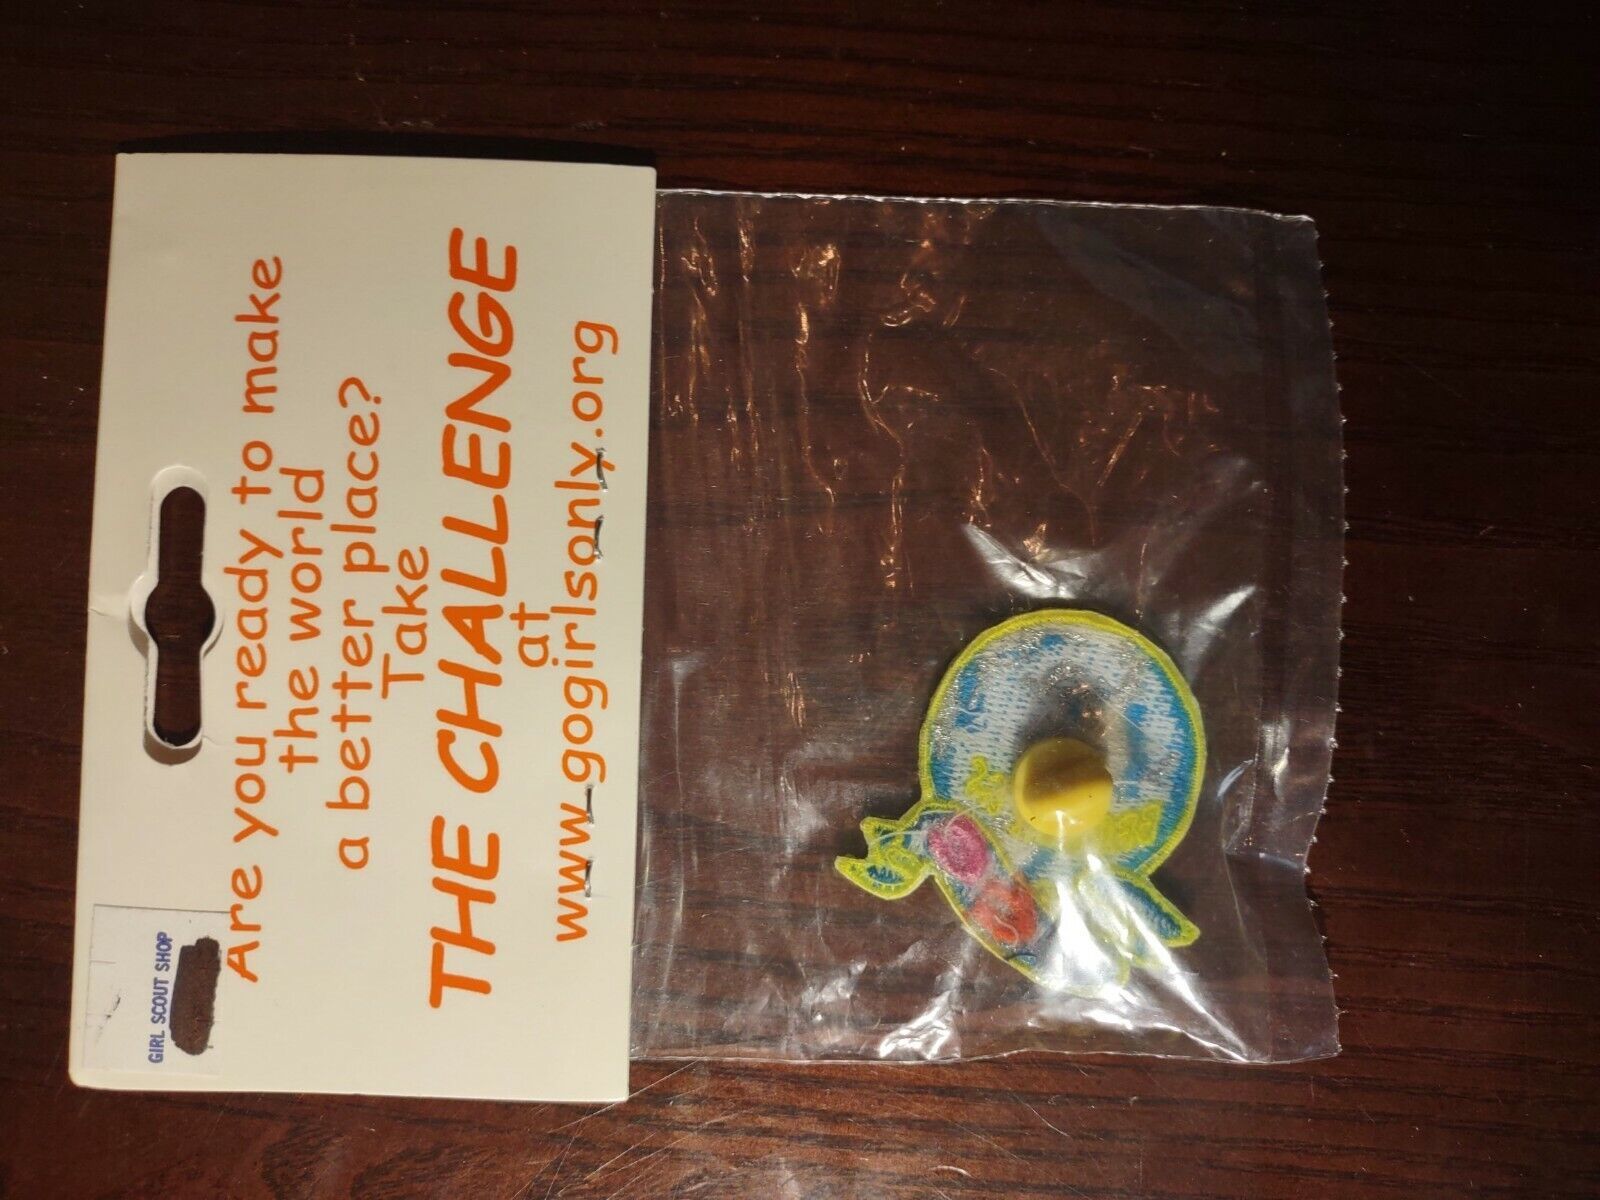 GIRL SCOUT SHOP
Are you ready to make
the world
a better place?
Take
THE CHALLENGE
at
www.gogirlsonly.org